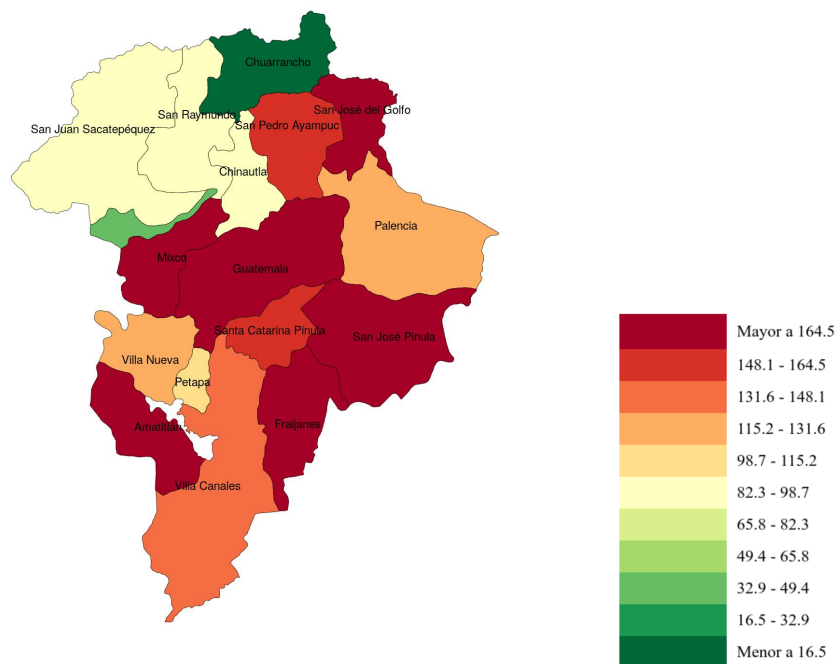 Chuarrancho
San José del Golfo
San Raymundo
San Pedro Ayampuc
San Juan Sacatepéquez
Chinautla
Palencia
Mixco
Guatemala
Santa Catarina Pinula
San José Pinula
Villa Nueva
Petapa
Amatitlán
Fraijanes
Villa Canales
Mayor a 164.5
148.1 - 164.5
131.6 - 148.1
115.2 - 131.6
98.7 - 115.2
82.3 - 98.7
65.8 - 82.3
49.4 - 65.8
32.9 - 49.4
16.5 - 32.9
Menor a 16.5